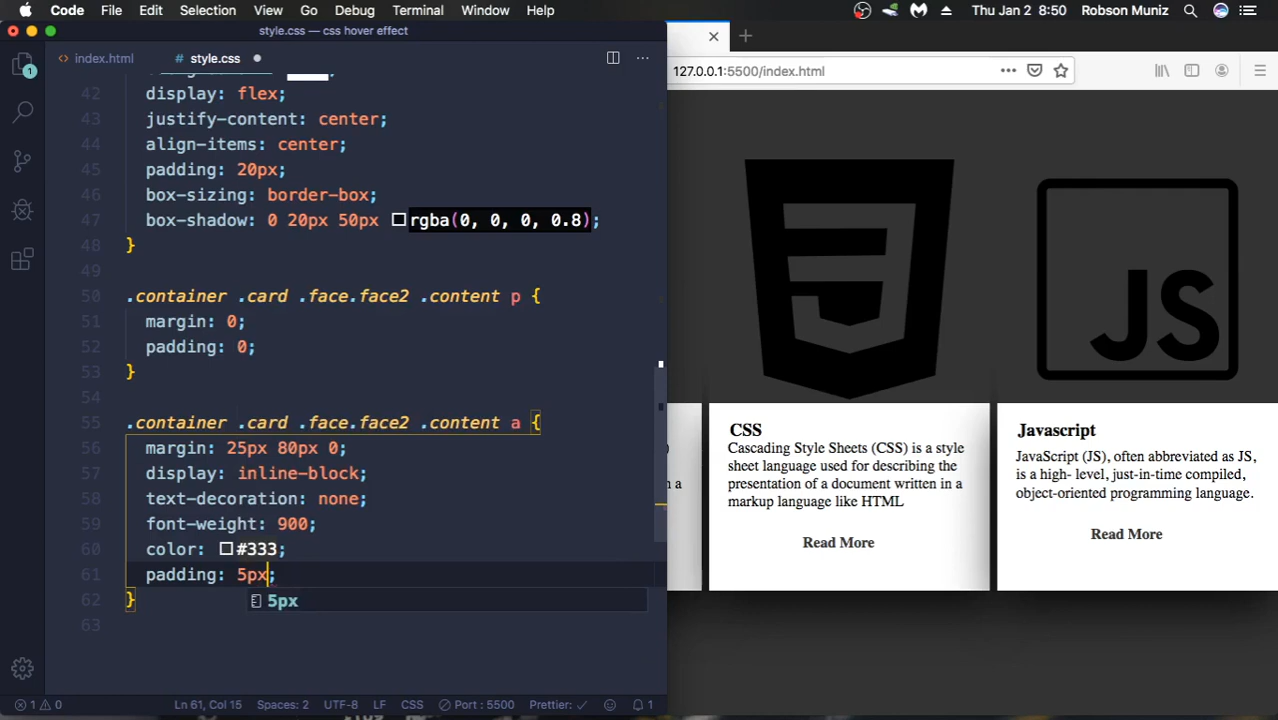 Code File Edit Selection View Go Debug Terminal Window Help Thu Jan 2 8:50 Robson Muniz
style.css — css hover effect
index.html
# style.css
1
127.0.0.1:5500/index.html
42 display: flex;
43 justify-content: center;
44 align-items: center;
45 padding: 20px;
46 box-sizing: border-box;
47 box-shadow: 0 20px 50px rgba(0, 0, 0, 0.8);
48 }
49
50 .container .card .face.face2 .content p {
51 margin: 0;
52 padding: 0;
53 }
54
55 .container .card .face.face2 .content a {
56 margin: 25px 80px 0;
57 display: inline-block;
58 text-decoration: none;
59 font-weight: 900;
60 color: #333;
61 padding: 5px;
62 }
5px
63
JS
CSS
Cascading Style Sheets (CSS) is a style
sheet language used for describing the
presentation of a document written in a
markup language like HTML
Read More
Javascript
JavaScript (JS), often abbreviated as JS,
is a high- level, just-in-time compiled,
object-oriented programming language.
Read More
1 0 Ln 61, Col 15 Spaces: 2 UTF-8 LF CSS Port : 5500 Prettier: ✓ 1